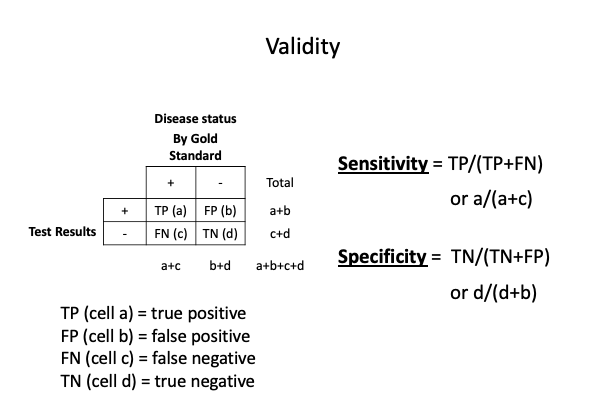 Validity
Disease status
By Gold
Standard
+ - Total
+ TP (a) FP (b) a+b
Test Results - FN (c) TN (d) c+d
a+c b+d a+b+c+d
Sensitivity = TP/(TP+FN)
or a/(a+c)
Specificity = TN/(TN+FP)
or d/(d+b)
TP (cell a) = true positive
FP (cell b) = false positive
FN (cell c) = false negative
TN (cell d) = true negative